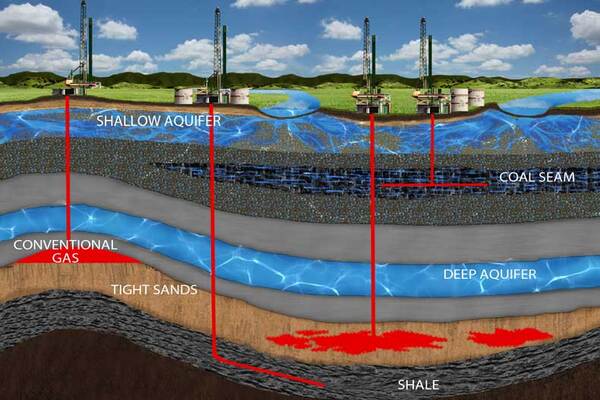 SHALLOW AQUIFER
COAL SEAM
CONVENTIONAL
GAS
DEEP AQUIFER
TIGHT SANDS
SHALE